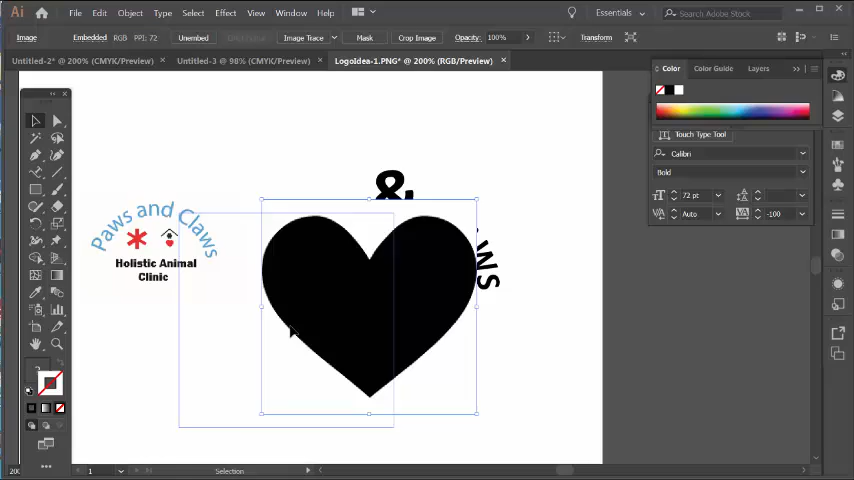 Ai File Edit Object Type Select Effect View Window Help Essentials Search Adobe Stock
Image Embedded RGB PPI: 72 Unembed Image Trace Mask Crop Image Opacity: 100% Transform
Untitled-2* @ 200% (CMYK/Preview) × Untitled-3 @ 98% (CMYK/Preview) × LogoIdea-1.PNG* @ 200% (RGB/Preview) ×
Color Color Guide Layers
Touch Type Tool
Calibri
Bold
72 pt
Auto -100
&
Paws and Claws
Holistic Animal
Clinic
WS
200
1
Selection